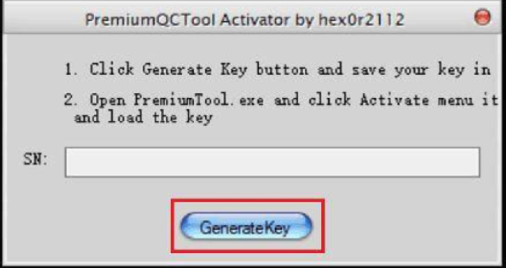 PremiumQCTool Activator by hex0r2112
1. Click Generate Key button and save your key in
2. Open PremiumTool.exe and click Activate menu it
and load the key
SN:
GenerateKey